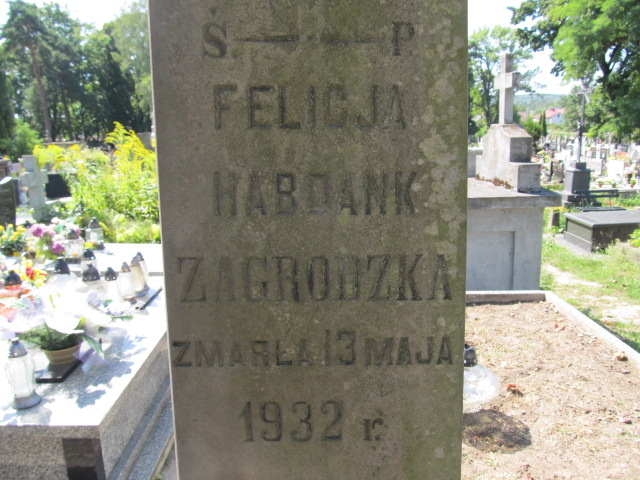 Ś. P
FELICJA
HABDANK
ZAGRODZKA
ZMARŁA 13 MAJA
1932 r.